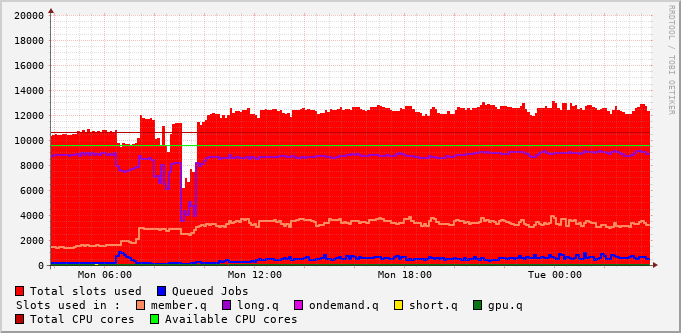 20000
18000
16000
14000
12000
10000
8000
6000
4000
2000
0
Mon 06:00 Mon 12:00 Mon 18:00 Tue 00:00
RRDTOOL / TOBI OETIKER
Total slots used Queued Jobs
Slots used in : member.q long.q ondemand.q short.q gpu.q
Total CPU cores Available CPU cores